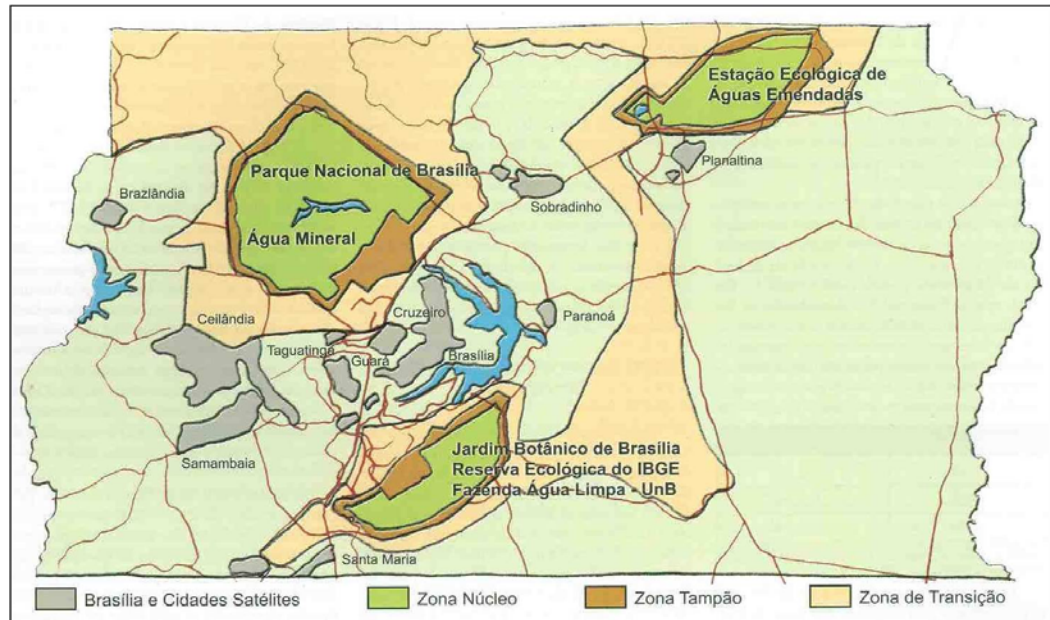 Estação Ecológica de
Águas Emendadas
Planaltina
Parque Nacional de Brasília
Brazlândia
Sobradinho
Água Mineral
Ceilândia
Cruzeiro
Paranoá
Taguatinga
Guará
Brasília
Jardim Botânico de Brasília
Reserva Ecológica do IBGE
Fazenda Água Limpa - UnB
Samambaia
Santa Maria
Brasília e Cidades Satélites
Zona Núcleo
Zona Tampão
Zona de Transição